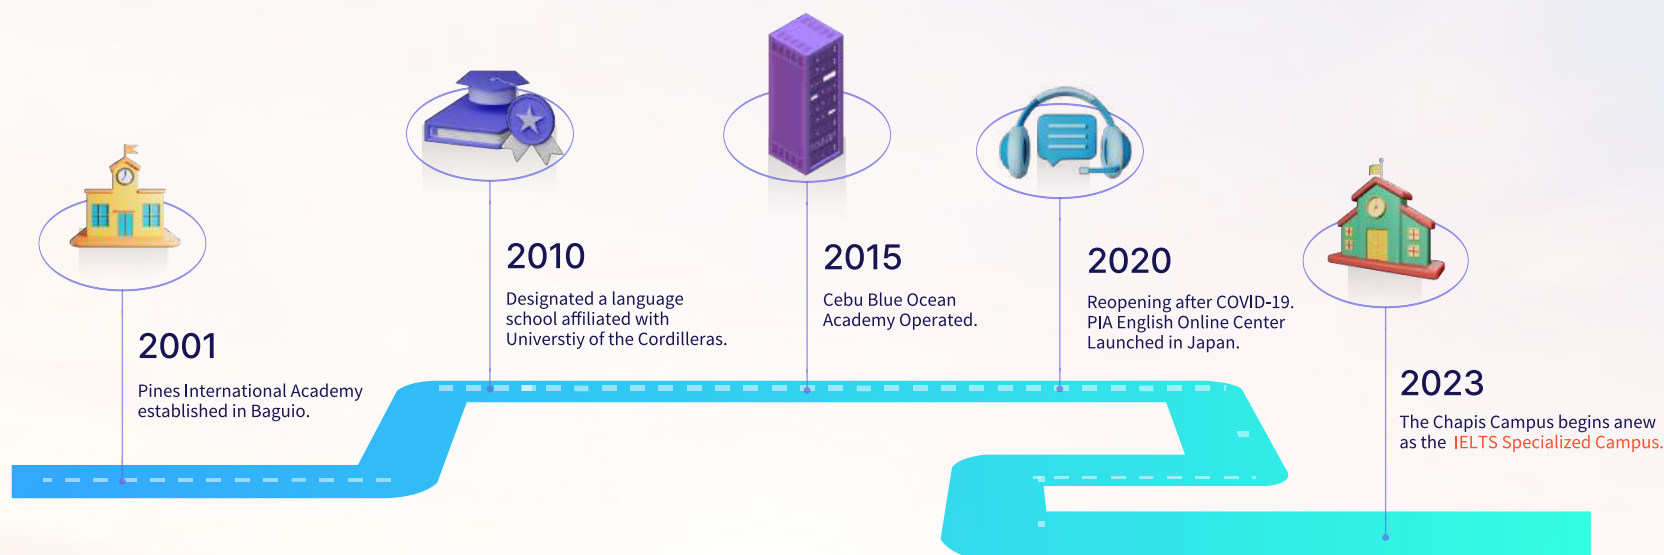 2001
Pines International Academy
established in Baguio.
2010
Designated a language
school affiliated with
Universtiy of the Cordilleras.
2015
Cebu Blue Ocean
Academy Operated.
2020
Reopening after COVID-19.
PIA English Online Center
Launched in Japan.
2023
The Chapis Campus begins anew
as the IELTS Specialized Campus.